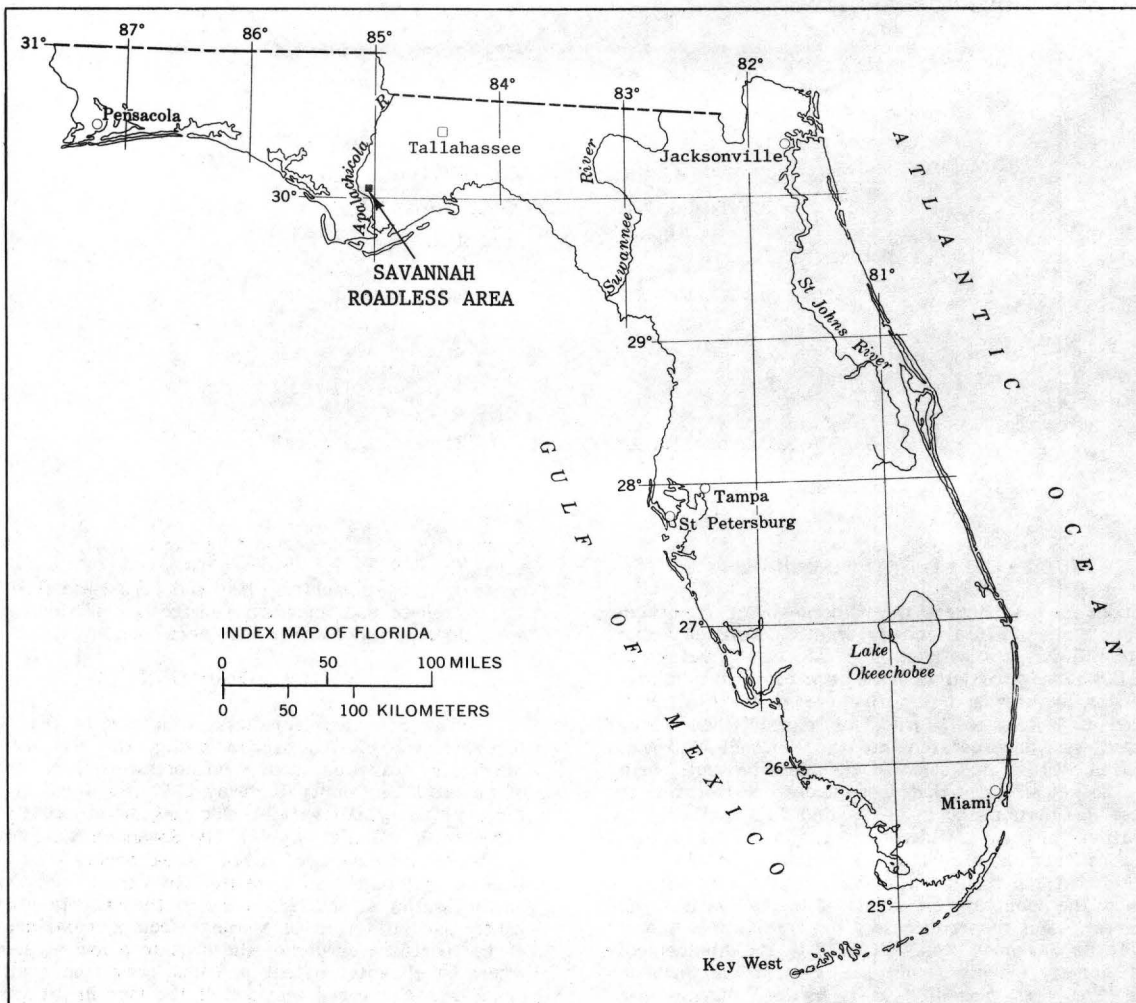 87°
86°
85°
31°
82°
84°
83°
R
Pensacola
Tallahassee
Jacksonville
River
30°
Apalachicola
Suwannee
ATLANTIC
OCEAN
SAVANNAH
ROADLESS AREA
81°
St Johns River
29°
GULF OF MEXICO
28°
Tampa
St Petersburg
INDEX MAP OF FLORIDA
0 50 100 MILES
0 50 100 KILOMETERS
27°
Lake
Okeechobee
26°
Miami
25°
Key West